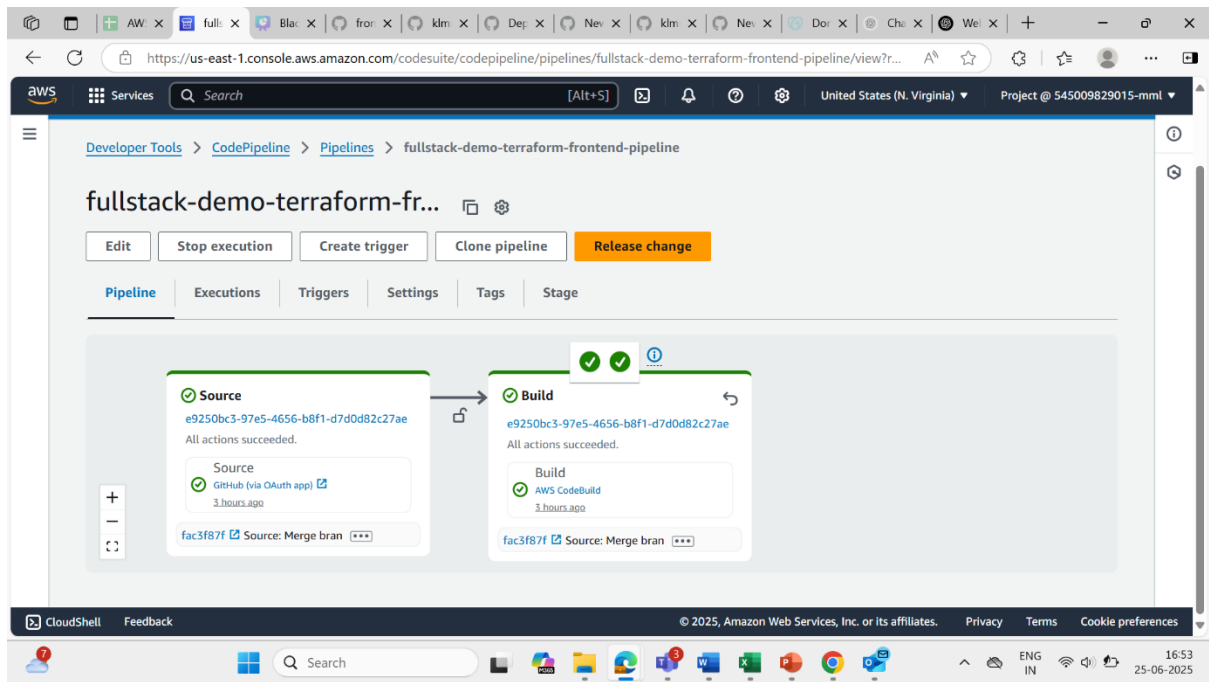 AW
fulls
Blac
fron
klm
Dep
Nev
klm
Nev
Dor
Cha
Wel
https://us-east-1.console.aws.amazon.com/codesuite/codepipeline/pipelines/fullstack-demo-terraform-frontend-pipeline/view?r...
aws
Services
Search
[Alt+S]
United States (N. Virginia)
Project @ 545009829015-mml
Developer Tools > CodePipeline > Pipelines > fullstack-demo-terraform-frontend-pipeline
fullstack-demo-terraform-fr...
Edit
Stop execution
Create trigger
Clone pipeline
Release change
Pipeline
Executions
Triggers
Settings
Tags
Stage
Source
e9250bc3-97e5-4656-b8f1-d7d0d82c27ae
All actions succeeded.
Source
GitHub (via OAuth app)
3 hours ago
fac3f87f Source: Merge bran
Build
e9250bc3-97e5-4656-b8f1-d7d0d82c27ae
All actions succeeded.
Build
AWS CodeBuild
3 hours ago
fac3f87f Source: Merge bran
CloudShell
Feedback
© 2025, Amazon Web Services, Inc. or its affiliates.
Privacy
Terms
Cookie preferences
7
Search
M365
3
ENG
IN
16:53
25-06-2025